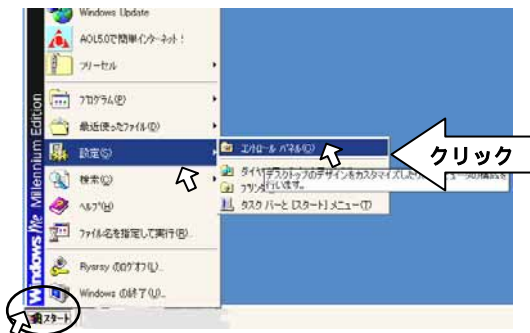 Windows Update
AOL5.0で簡単インターネット!
フリーセル
プログラム(P)
最近使ったファイル(D)
設定(S)
検索(C)
ヘルプ(H)
ファイル名を指定して実行(R)...
Rysray のログオフ(L)...
Windows の終了(U)...
コントロール パネル(C)
デスクトップのデザインをカスタマイズしたり
行います。
タスク バーと [スタート] メニュー(T)
クリック
Windows Me Millennium Edition
スタート